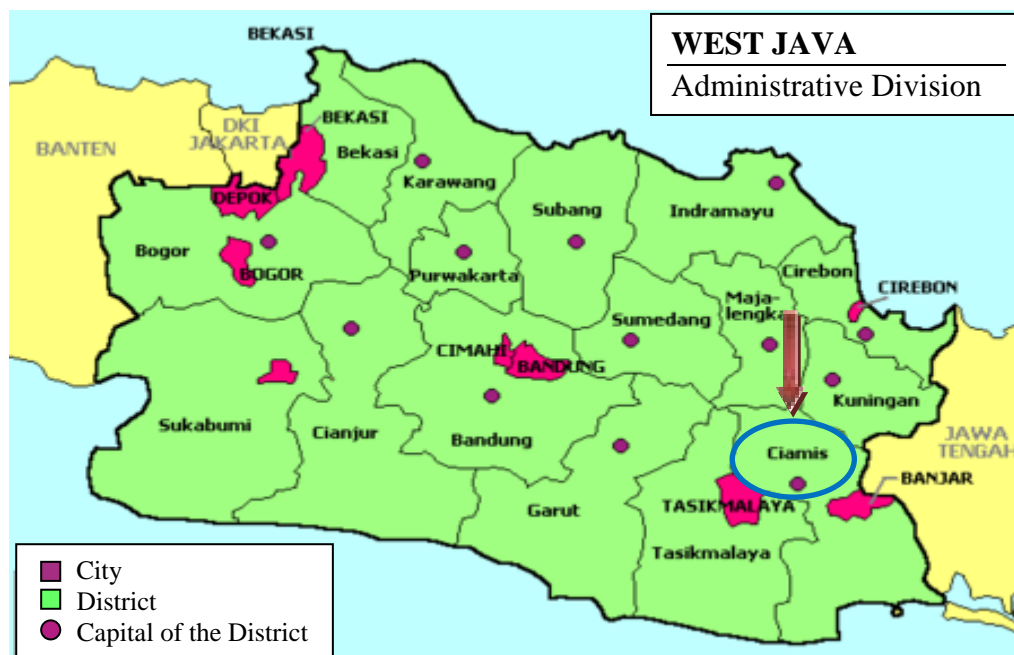 WEST JAVA
Administrative Division
BEKASI
BANTEN
DKI
JAKARTA
BEKASI
Bekasi
Karawang
DEPOK
Subang
Indramayu
Bogor
BOGOR
Purwakarta
Cirebon
CIREBON
Maja-
lengka
Sumedang
CIMAHI
BANDUNG
Kuningan
Sukabumi
Cianjur
Bandung
Ciamis
JAWA
TENGAH
BANJAR
Garut
TASIKMALAYA
Tasikmalaya
City
District
Capital of the District